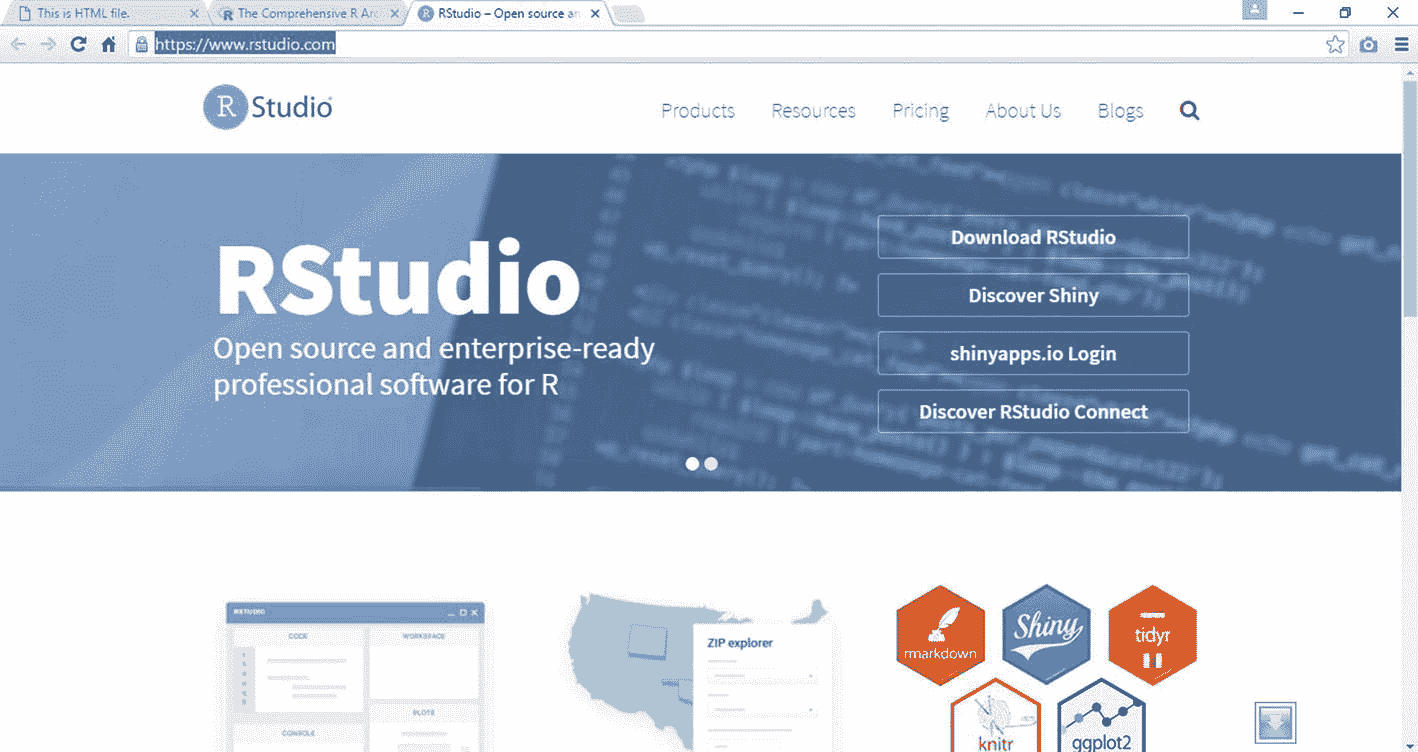 This is HTML file.
The Comprehensive R Arc
RStudio – Open source an
https://www.rstudio.com
R Studio
Products
Resources
Pricing
About Us
Blogs
RStudio
Open source and enterprise-ready
professional software for R
Download RStudio
Discover Shiny
shinyapps.io Login
Discover RStudio Connect
RSTUDIO
CODE
WORKSPACE
PLOTS
CONSOLE
ZIP explorer
rmarkdown
Shiny
tidyr
knitr
ggplot2